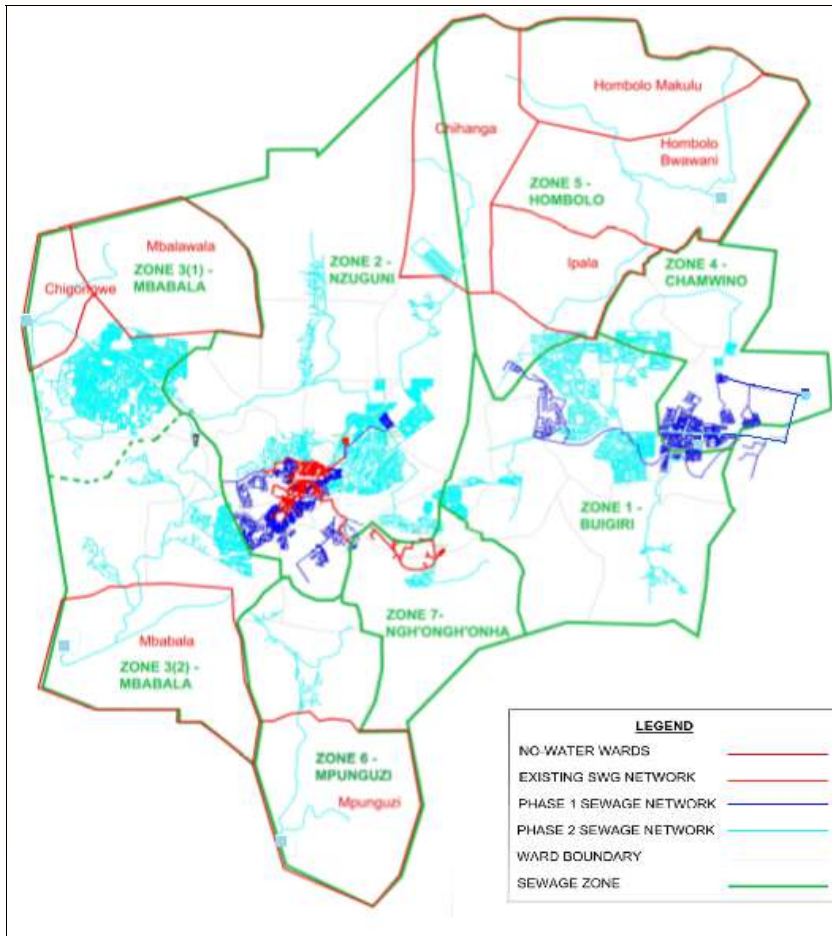 Hombolo Makulu
Chihanga
Hombolo
Bwawani
ZONE 5 -
HOMBOLO
Mbalawala
ZONE 3(1) -
MBABALA
ZONE 2 -
NZUGUNI
Ipala
ZONE 4 -
CHAMWINO
Chigongwe
ZONE 1 -
BUIGIRI
ZONE 7-
NGH'ONGH'ONHA
Mbabala
ZONE 3(2) -
MBABALA
ZONE 6 -
MPUNGUZI
Mpunguzi
LEGEND
NO-WATER WARDS
EXISTING SWG NETWORK
PHASE 1 SEWAGE NETWORK
PHASE 2 SEWAGE NETWORK
WARD BOUNDARY
SEWAGE ZONE